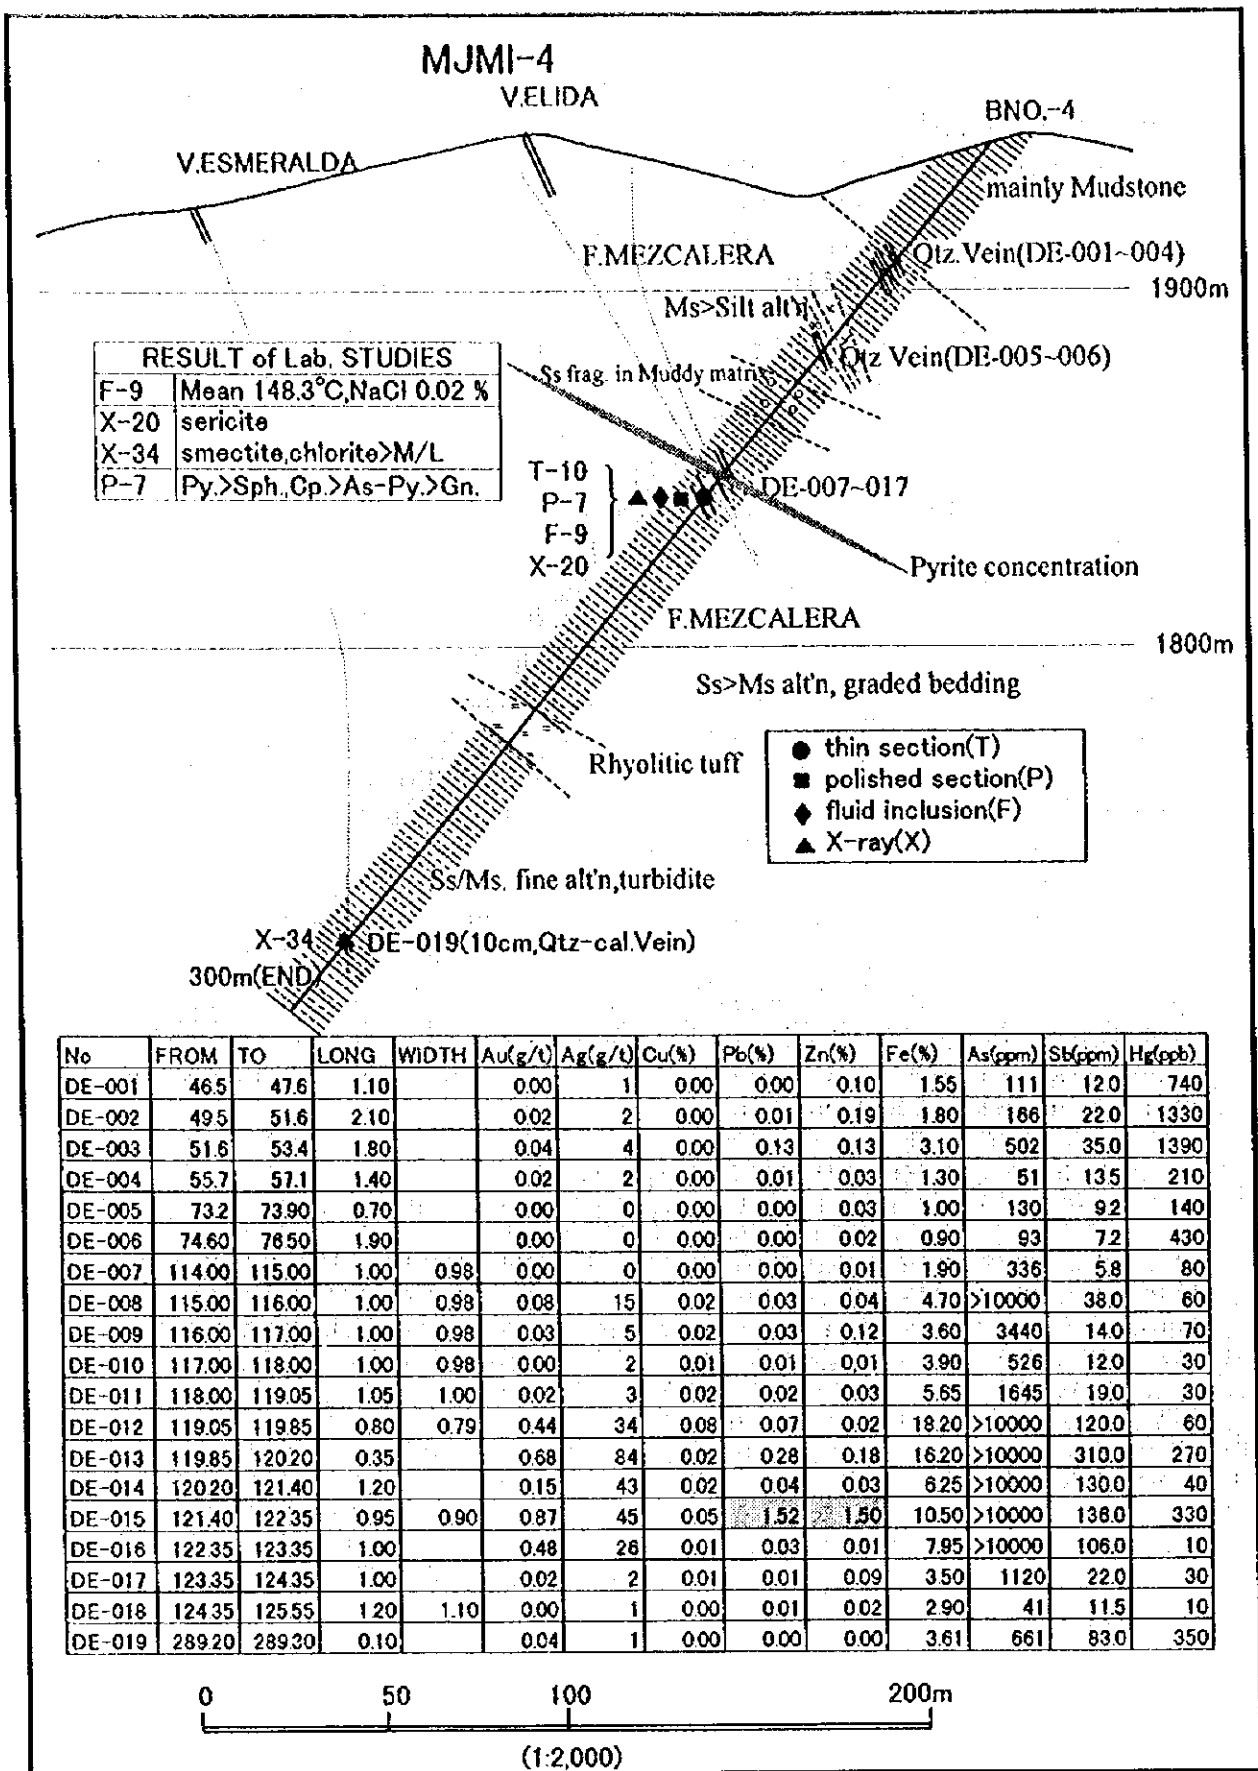 MJMI-4
V.ELIDA
BNO.-4
V.ESMERALDA
mainly Mudstone
F.MEZCALERA
Qtz.Vein(DE-001~004)
1900m
Ms>Silt alt'n
RESULT of Lab. STUDIES
F-9 Mean 148.3°C,NaCl 0.02 %
X-20 sericite
X-34 smectite,chlorite>M/L
P-7 Py.>Sph.,Cp.>As-Py.>Gn.
Qtz Vein(DE-005~006)
Ss frag. in Muddy matrix
T-10
P-7
F-9
X-20
DE-007~017
Pyrite concentration
F.MEZCALERA
1800m
Ss>Ms alt'n, graded bedding
Rhyolitic tuff
thin section(T)
polished section(P)
fluid inclusion(F)
X-ray(X)
Ss/Ms. fine alt'n,turbidite
X-34
DE-019(10cm,Qtz-cal.Vein)
300m(END)
No FROM TO LONG WIDTH Au(g/t) Ag(g/t) Cu(%) Pb(%) Zn(%) Fe(%) As(ppm) Sb(ppm) Hg(ppb)
DE-001 46.5 47.6 1.10 0.00 1 0.00 0.00 0.10 1.55 111 12.0 740
DE-002 49.5 51.6 2.10 0.02 2 0.00 0.01 0.19 1.80 166 22.0 1330
DE-003 51.6 53.4 1.80 0.04 4 0.00 0.13 0.13 3.10 502 35.0 1390
DE-004 55.7 57.1 1.40 0.02 2 0.00 0.01 0.03 1.30 51 13.5 210
DE-005 73.2 73.90 0.70 0.00 0 0.00 0.00 0.03 1.00 130 9.2 140
DE-006 74.60 76.50 1.90 0.00 0 0.00 0.00 0.02 0.90 93 7.2 430
DE-007 114.00 115.00 1.00 0.98 0.00 0 0.00 0.00 0.01 1.90 336 5.8 80
DE-008 115.00 116.00 1.00 0.98 0.08 15 0.02 0.03 0.04 4.70 >10000 38.0 60
DE-009 116.00 117.00 1.00 0.98 0.03 5 0.02 0.03 0.12 3.60 3440 14.0 70
DE-010 117.00 118.00 1.00 0.98 0.00 2 0.01 0.01 0.01 3.90 526 12.0 30
DE-011 118.00 119.05 1.05 1.00 0.02 3 0.02 0.02 0.03 5.65 1645 19.0 30
DE-012 119.05 119.85 0.80 0.79 0.44 34 0.08 0.07 0.02 18.20 >10000 120.0 60
DE-013 119.85 120.20 0.35 0.68 84 0.02 0.28 0.18 16.20 >10000 310.0 270
DE-014 120.20 121.40 1.20 0.15 43 0.02 0.04 0.03 6.25 >10000 130.0 40
DE-015 121.40 122.35 0.95 0.90 0.87 45 0.05 1.52 1.50 10.50 >10000 136.0 330
DE-016 122.35 123.35 1.00 0.48 26 0.01 0.03 0.01 7.95 >10000 106.0 10
DE-017 123.35 124.35 1.00 0.02 2 0.01 0.01 0.09 3.50 1120 22.0 30
DE-018 124.35 125.55 1.20 1.10 0.00 1 0.00 0.01 0.02 2.90 41 11.5 10
DE-019 289.20 289.30 0.10 0.04 1 0.00 0.00 0.00 3.61 661 83.0 350
0 50 100 200m
(1:2,000)